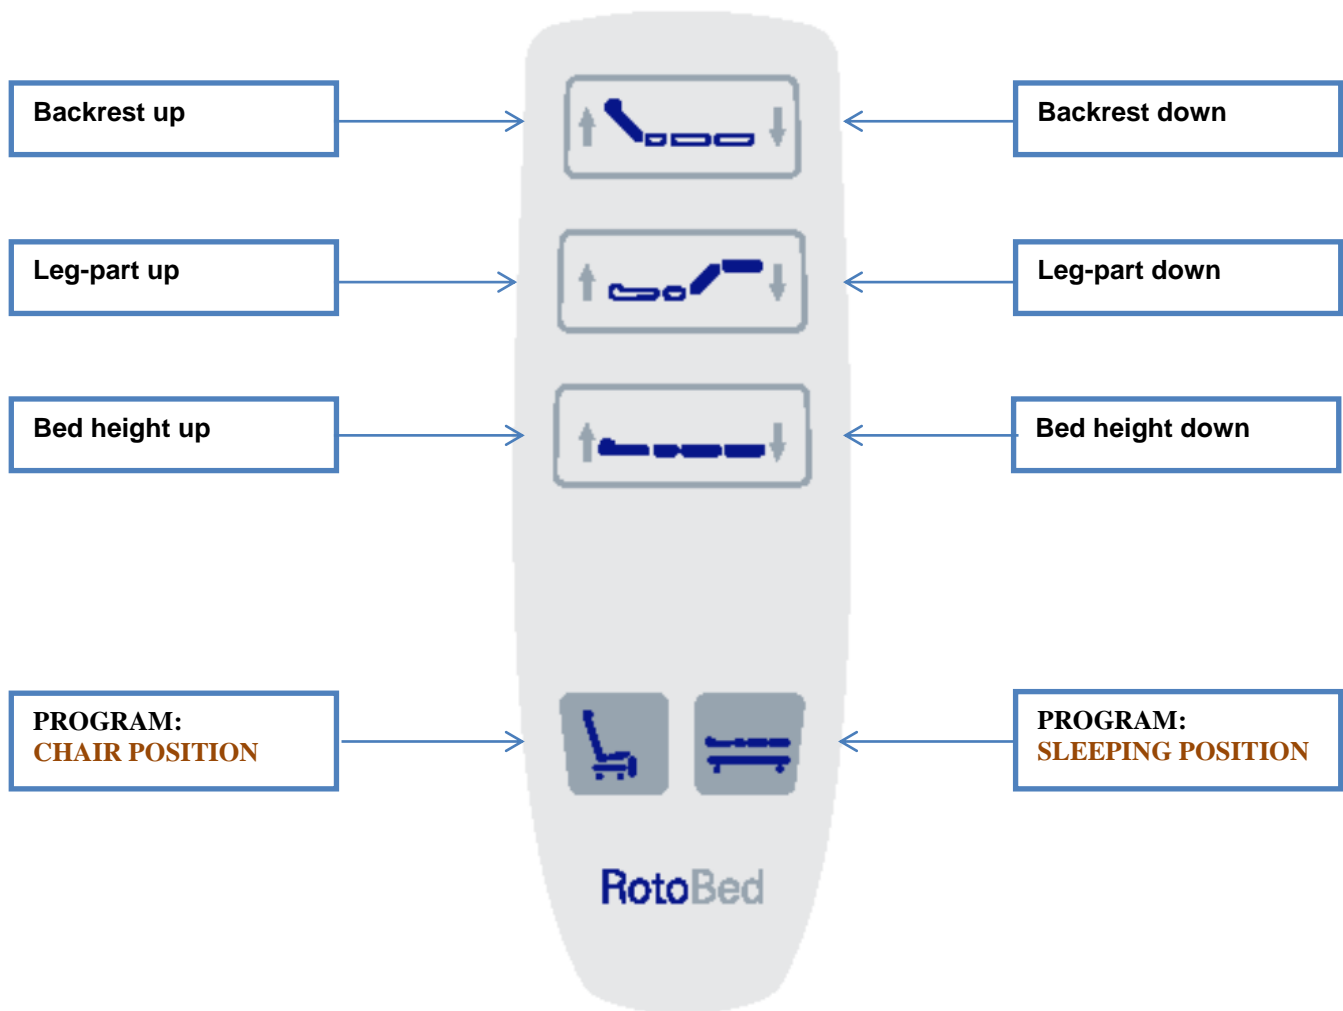 Backrest up
Backrest down
Leg-part up
Leg-part down
Bed height up
Bed height down
PROGRAM:
CHAIR POSITION
PROGRAM:
SLEEPING POSITION
RotoBed